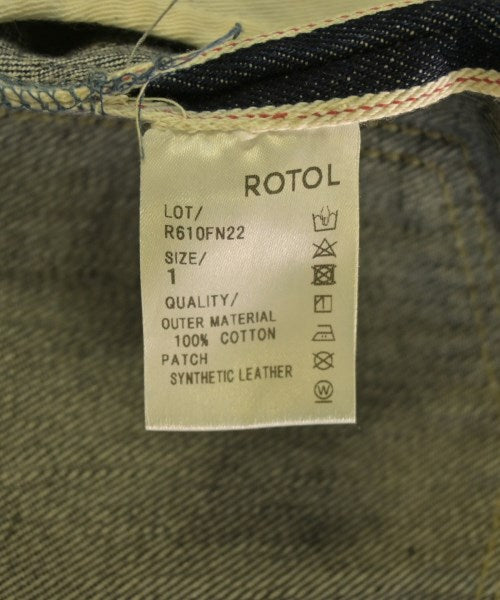 ROTOL
LOT/
R610FN22
SIZE/
1
QUALITY/
OUTER MATERIAL
100% COTTON
PATCH
SYNTHETIC LEATHER
W